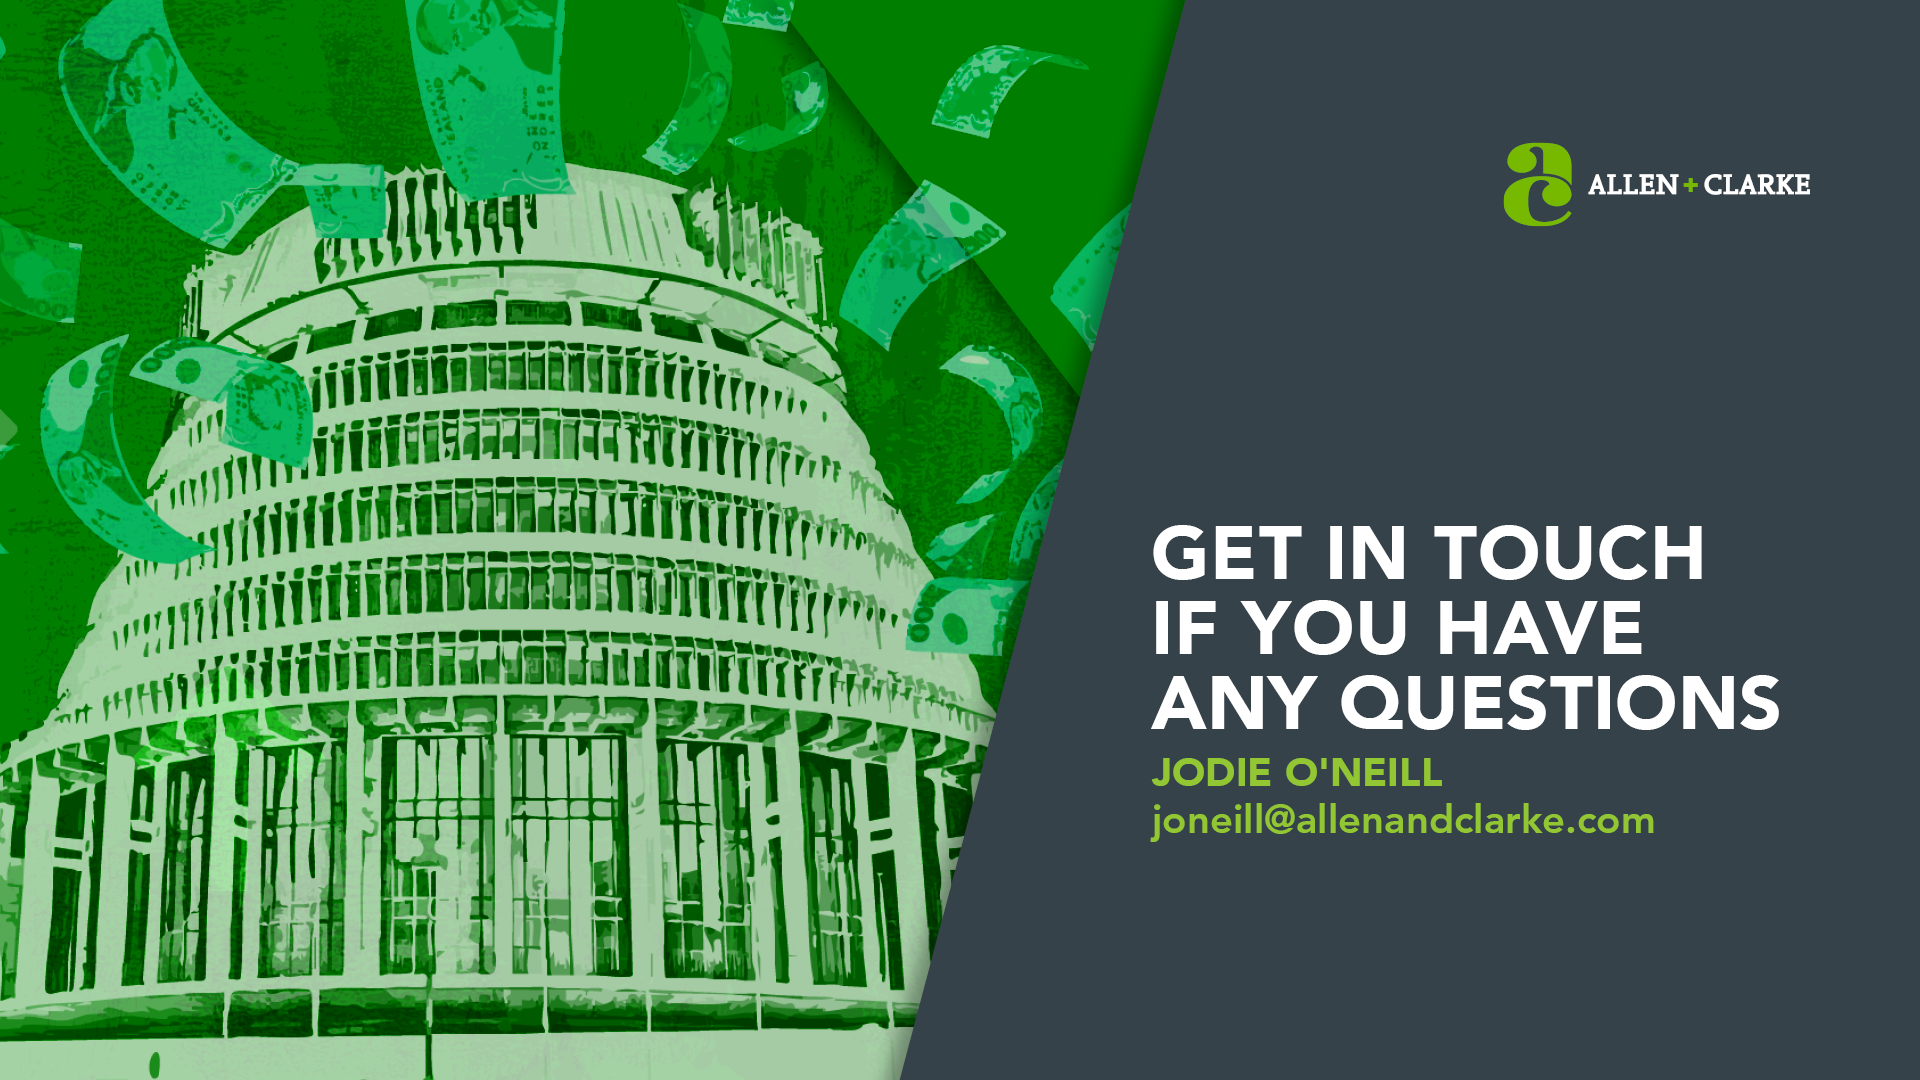 ALLEN+CLARKE
GET IN TOUCH
IF YOU HAVE
ANY QUESTIONS
JODIE O'NEILL
joneill@allenandclarke.com